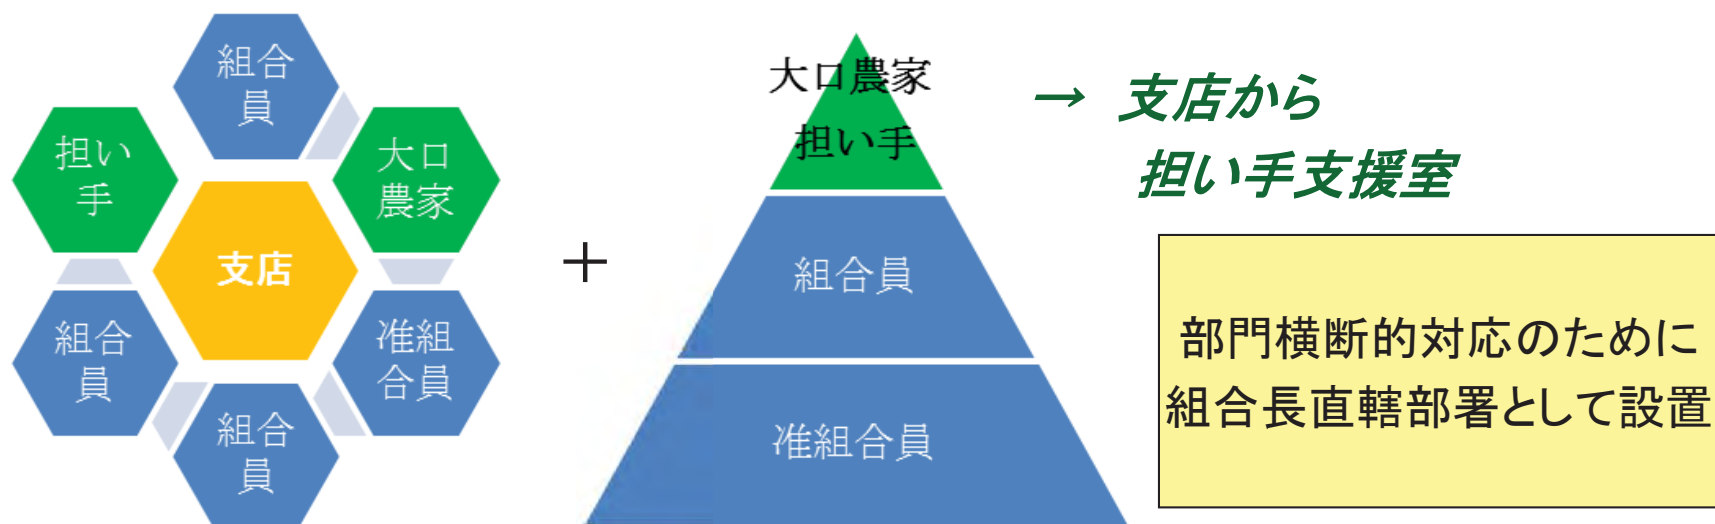 組合
員
担い
手
大口
農家
支店
組合
員
准組
合員
組合
員
＋
大口農家
担い手
組合員
准組合員
→ 支店から
担い手支援室
部門横断的対応のために
組合長直轄部署として設置